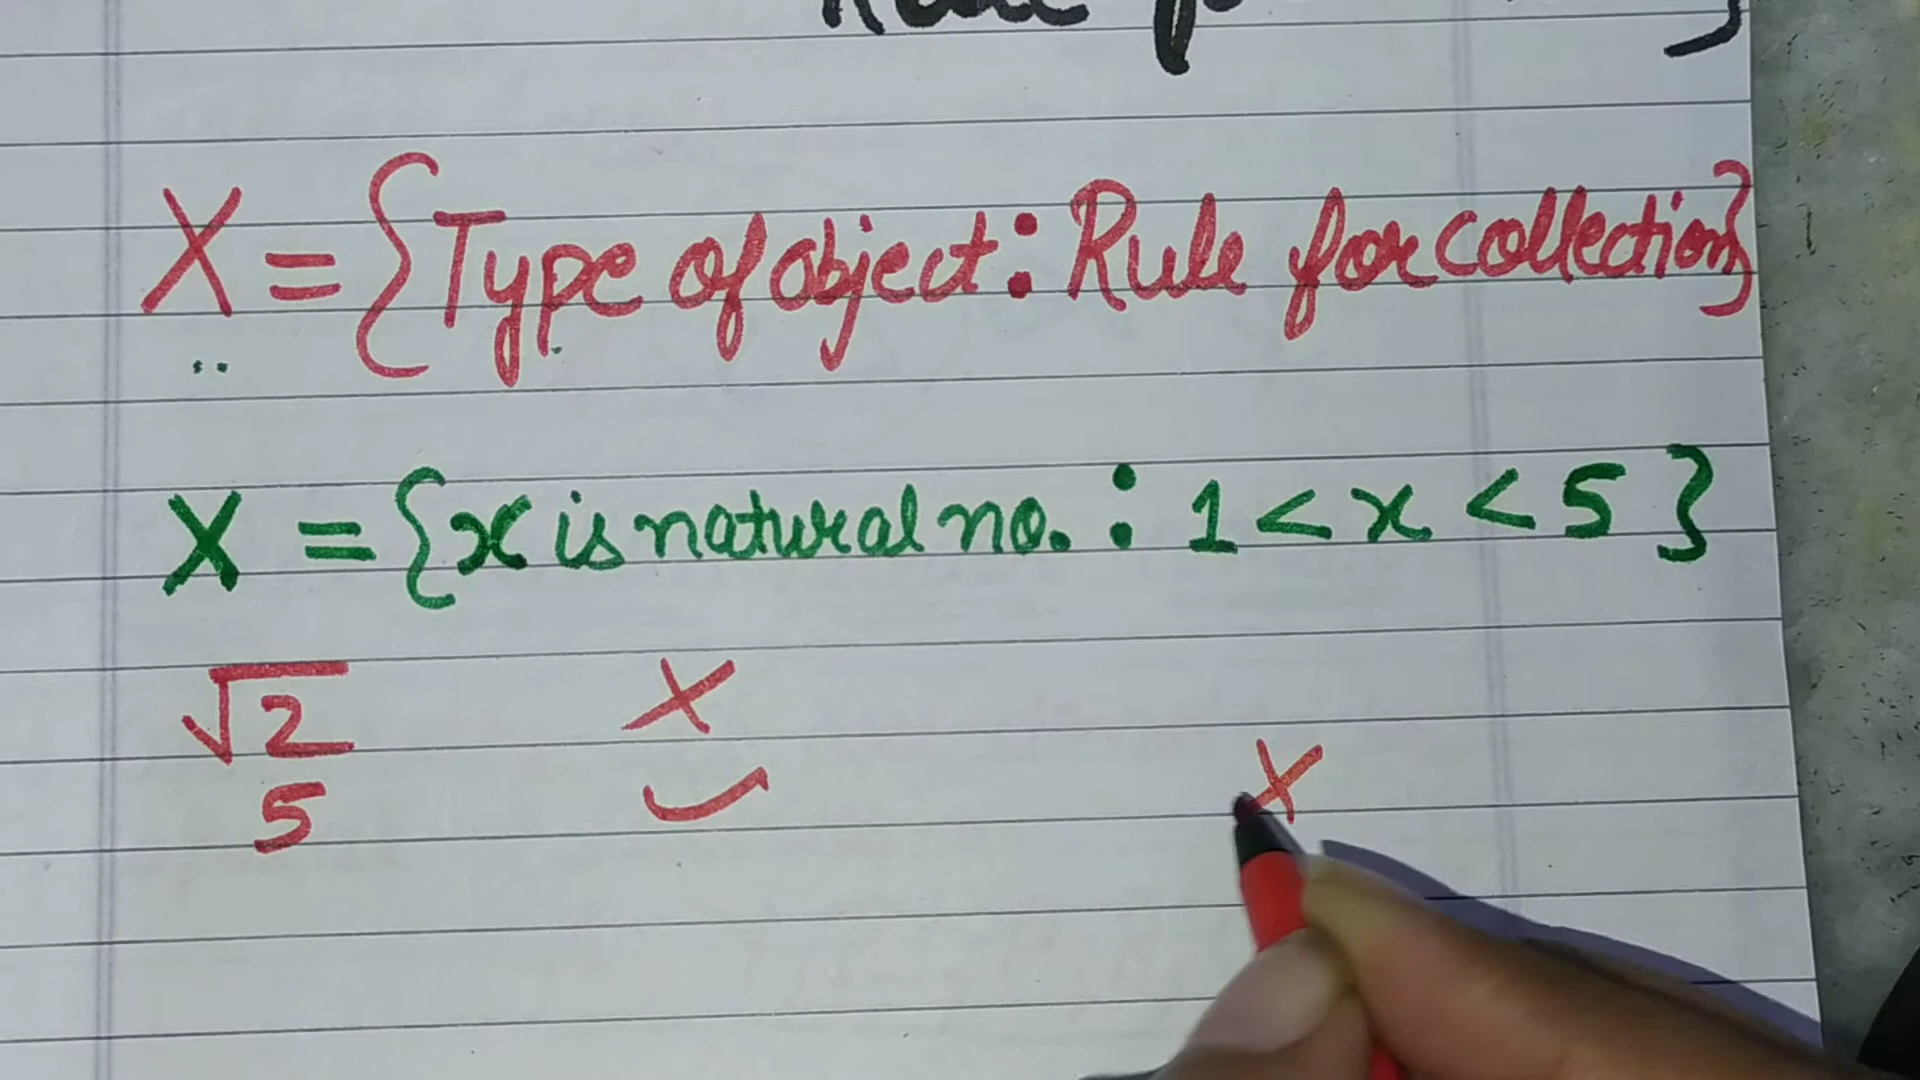 X = {Type of object : Rule for collection}
X = {x is natural no. : 1 < x < 5}
√2 X
5 ✓ X